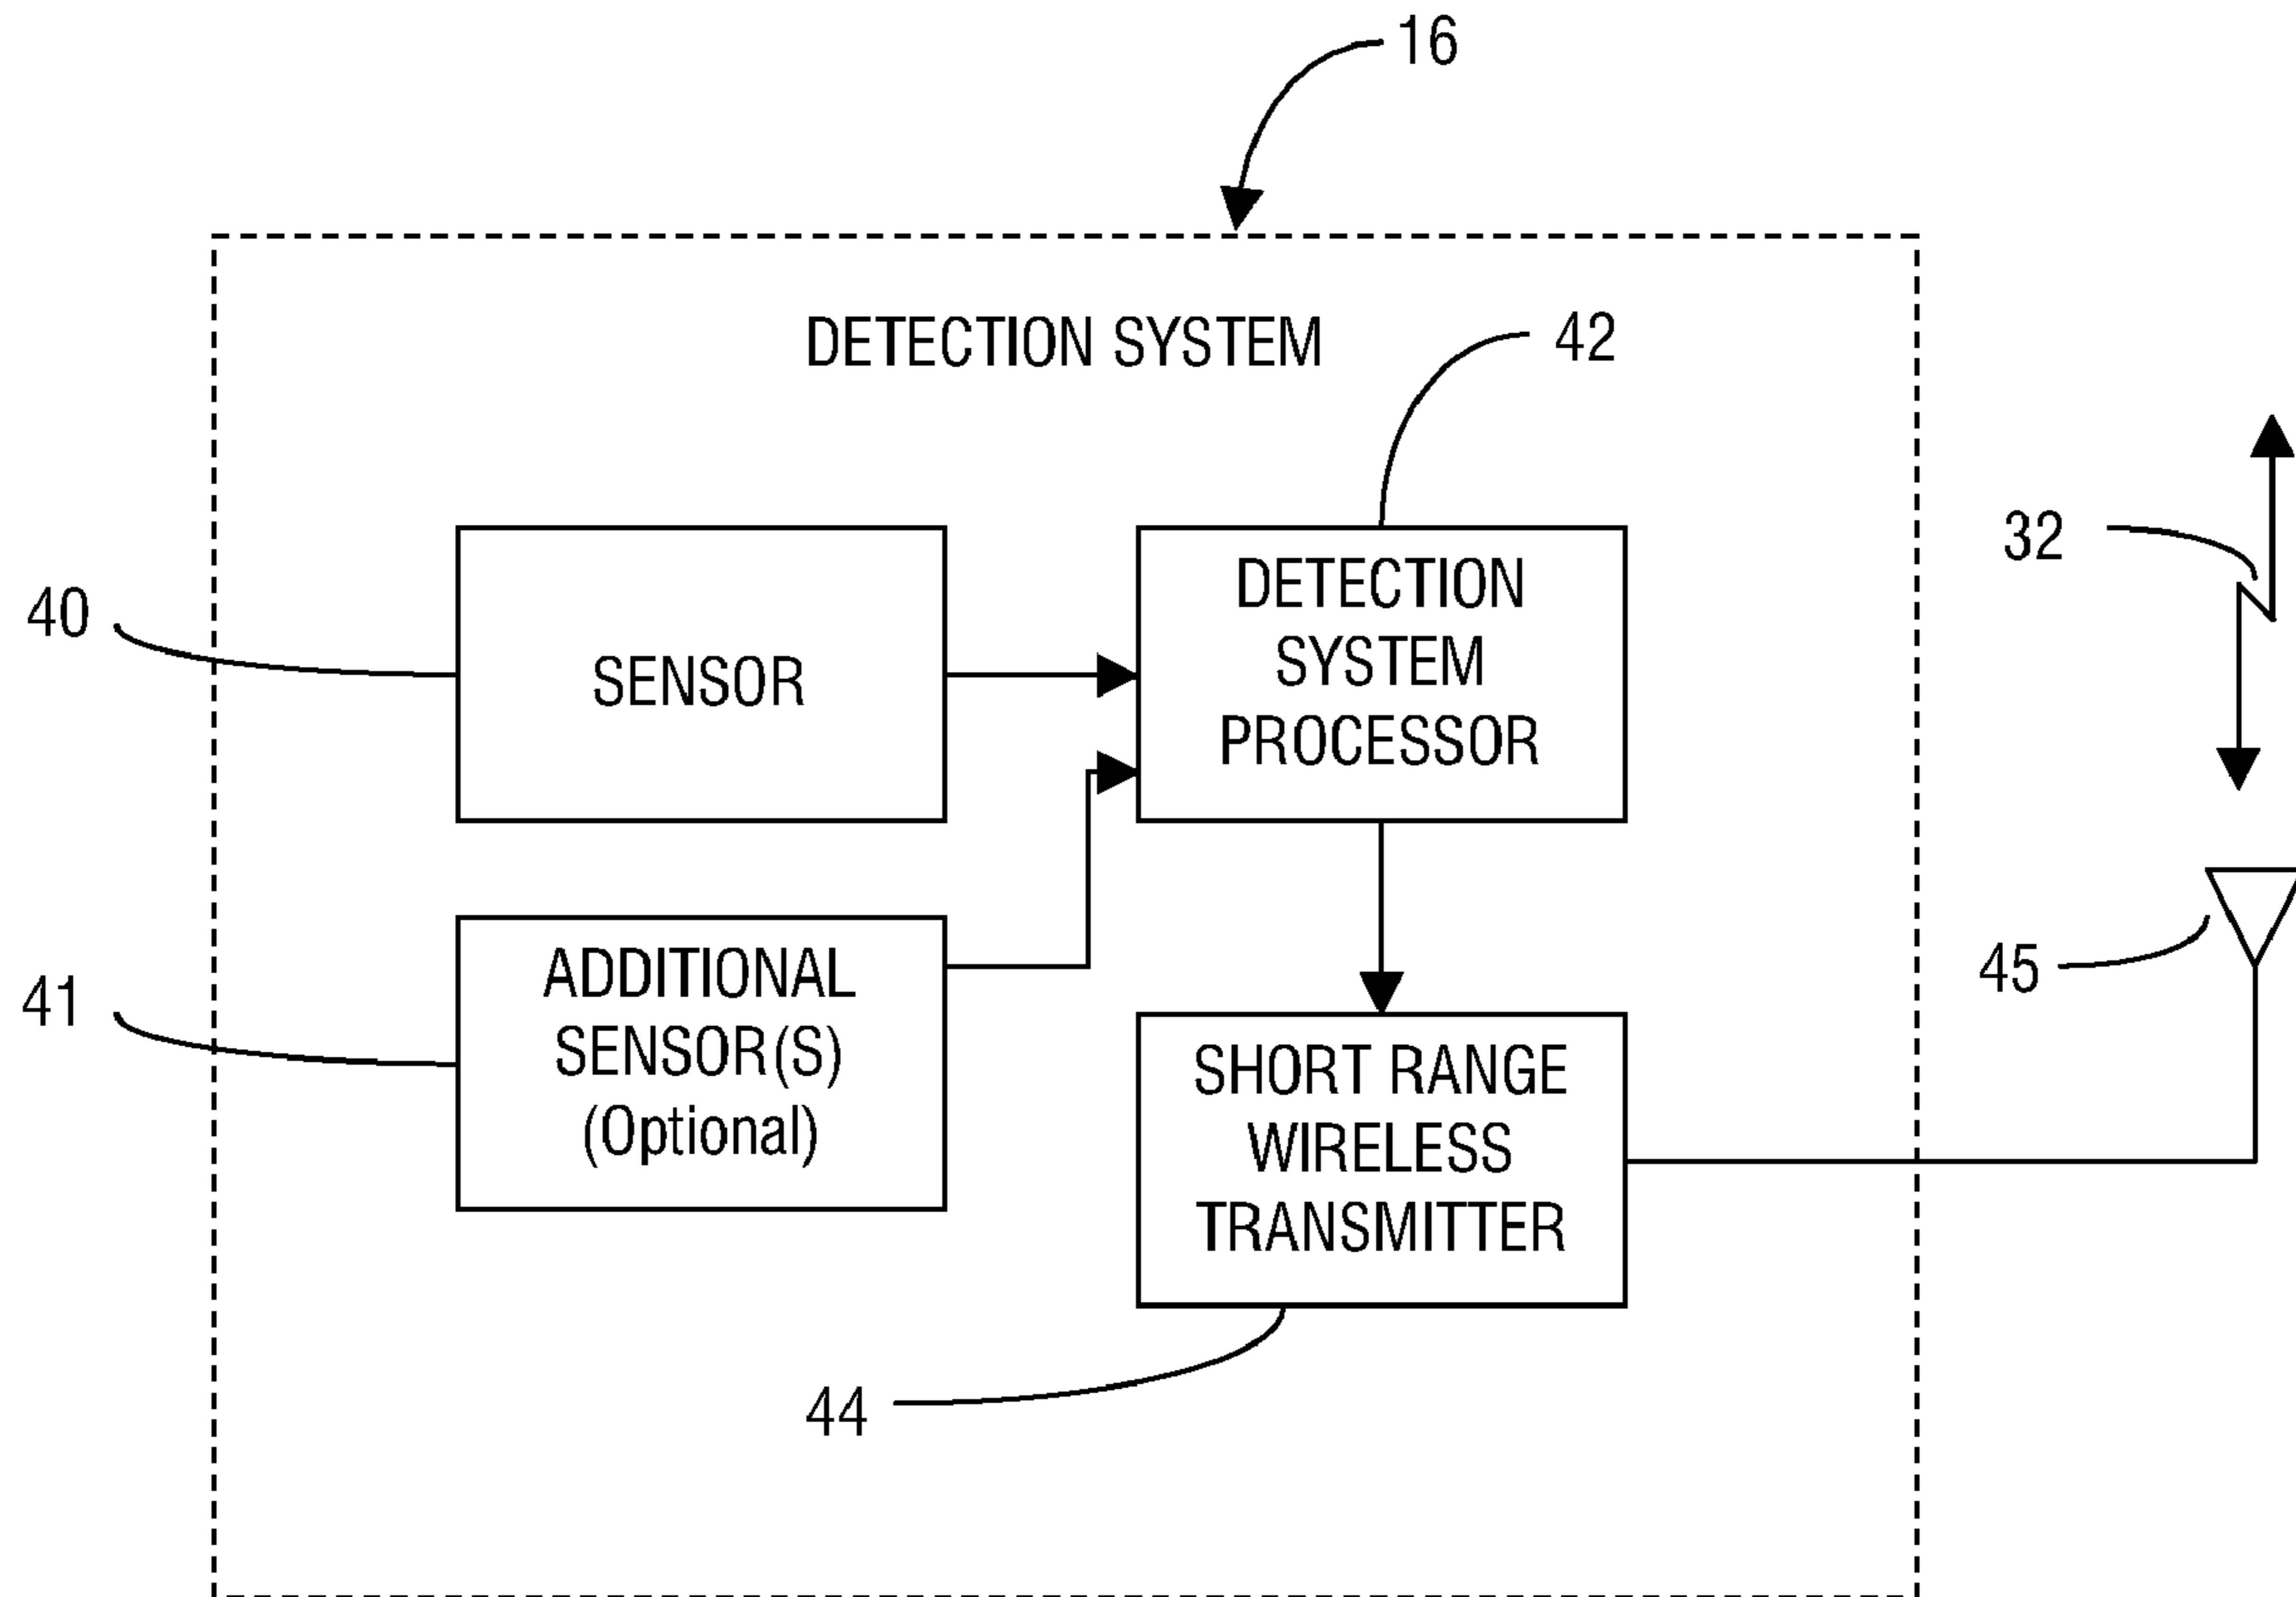 16
DETECTION SYSTEM
42
32
40
SENSOR
DETECTION
SYSTEM
PROCESSOR
41
ADDITIONAL
SENSOR(S)
(Optional)
45
SHORT RANGE
WIRELESS
TRANSMITTER
44